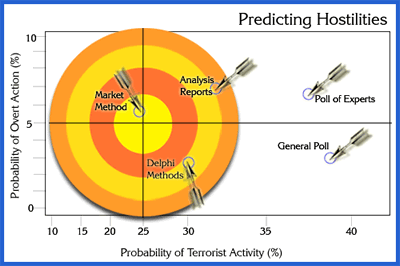 Predicting Hostilities
Probability of Overt Action (%)
10
5
0
Market
Method
Analysis
Reports
Poll of Experts
General Poll
Delphi
Methods
10 15 20 25 30 35 40
Probability of Terrorist Activity (%)